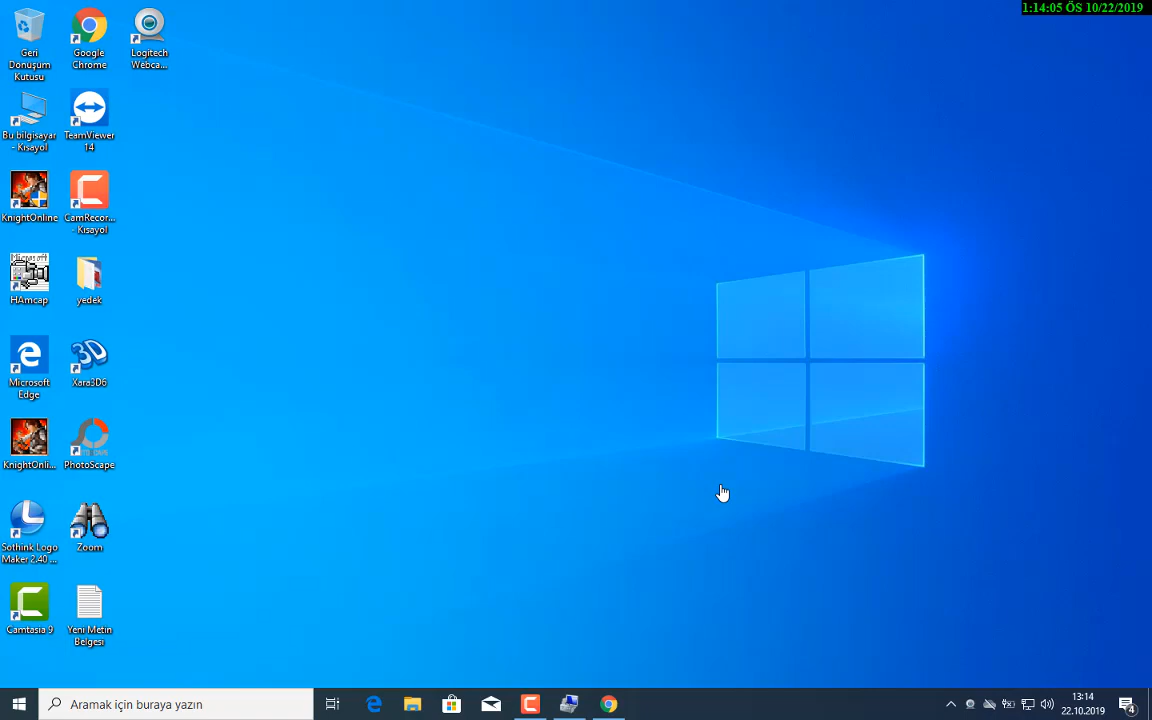 1:14:05 ÖS 10/22/2019
Geri
Dönüşüm
Kutusu
Google
Chrome
Logitech
Webca...
Bu bilgisayar
- Kısayol
TeamViewer
14
KnightOnline
CamRecor...
- Kısayol
Microsoft
HAmcap
yedek
Microsoft
Edge
Xara3D6
KnightOnli...
PhotoScape
Sothink Logo
Maker 2.40 ...
Zoom
Camtasia 9
Yeni Metin
Belgesi
Aramak için buraya yazın
13:14
22.10.2019
4